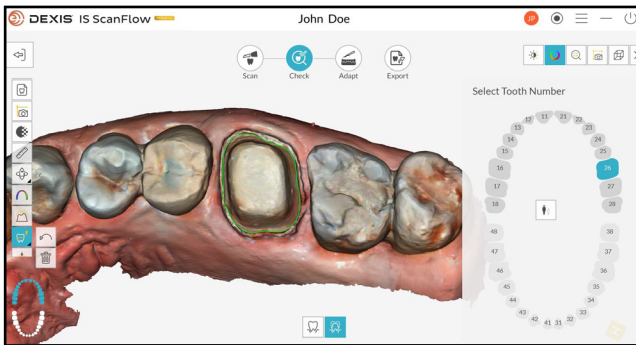 DEXIS IS ScanFlow
John Doe
JP
Scan
Check
Adapt
Export
Select Tooth Number
12 11 21 22
13 23
14 24
15 25
16 26
17 27
18 28
48 38
47 37
46 36
45 35
44 34
43 33
42 41 31 32